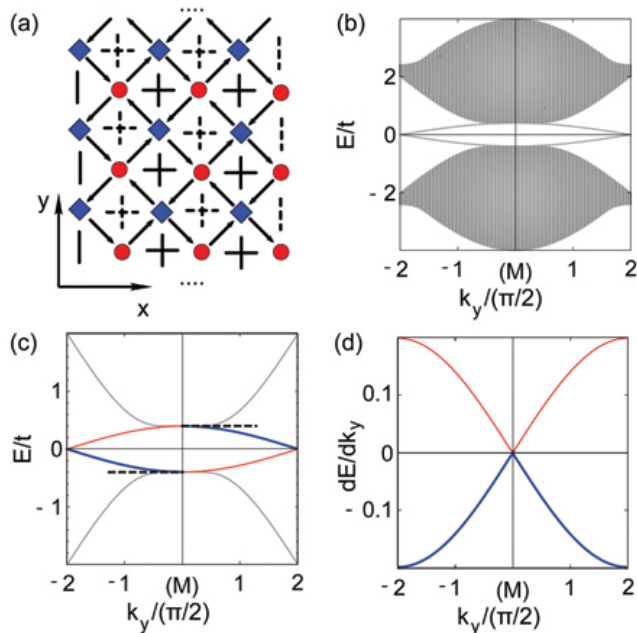 (a)
....
y
x
....
(b)
E/t
2
0
- 2
- 2
-1
(M)
1
2
k_y/(π/2)
(c)
E/t
1
0
- 1
- 2
-1
(M)
1
2
k_y/(π/2)
(d)
dE/dk_y
0.1
0
- 0.1
- 2
-1
(M)
1
2
k_y/(π/2)